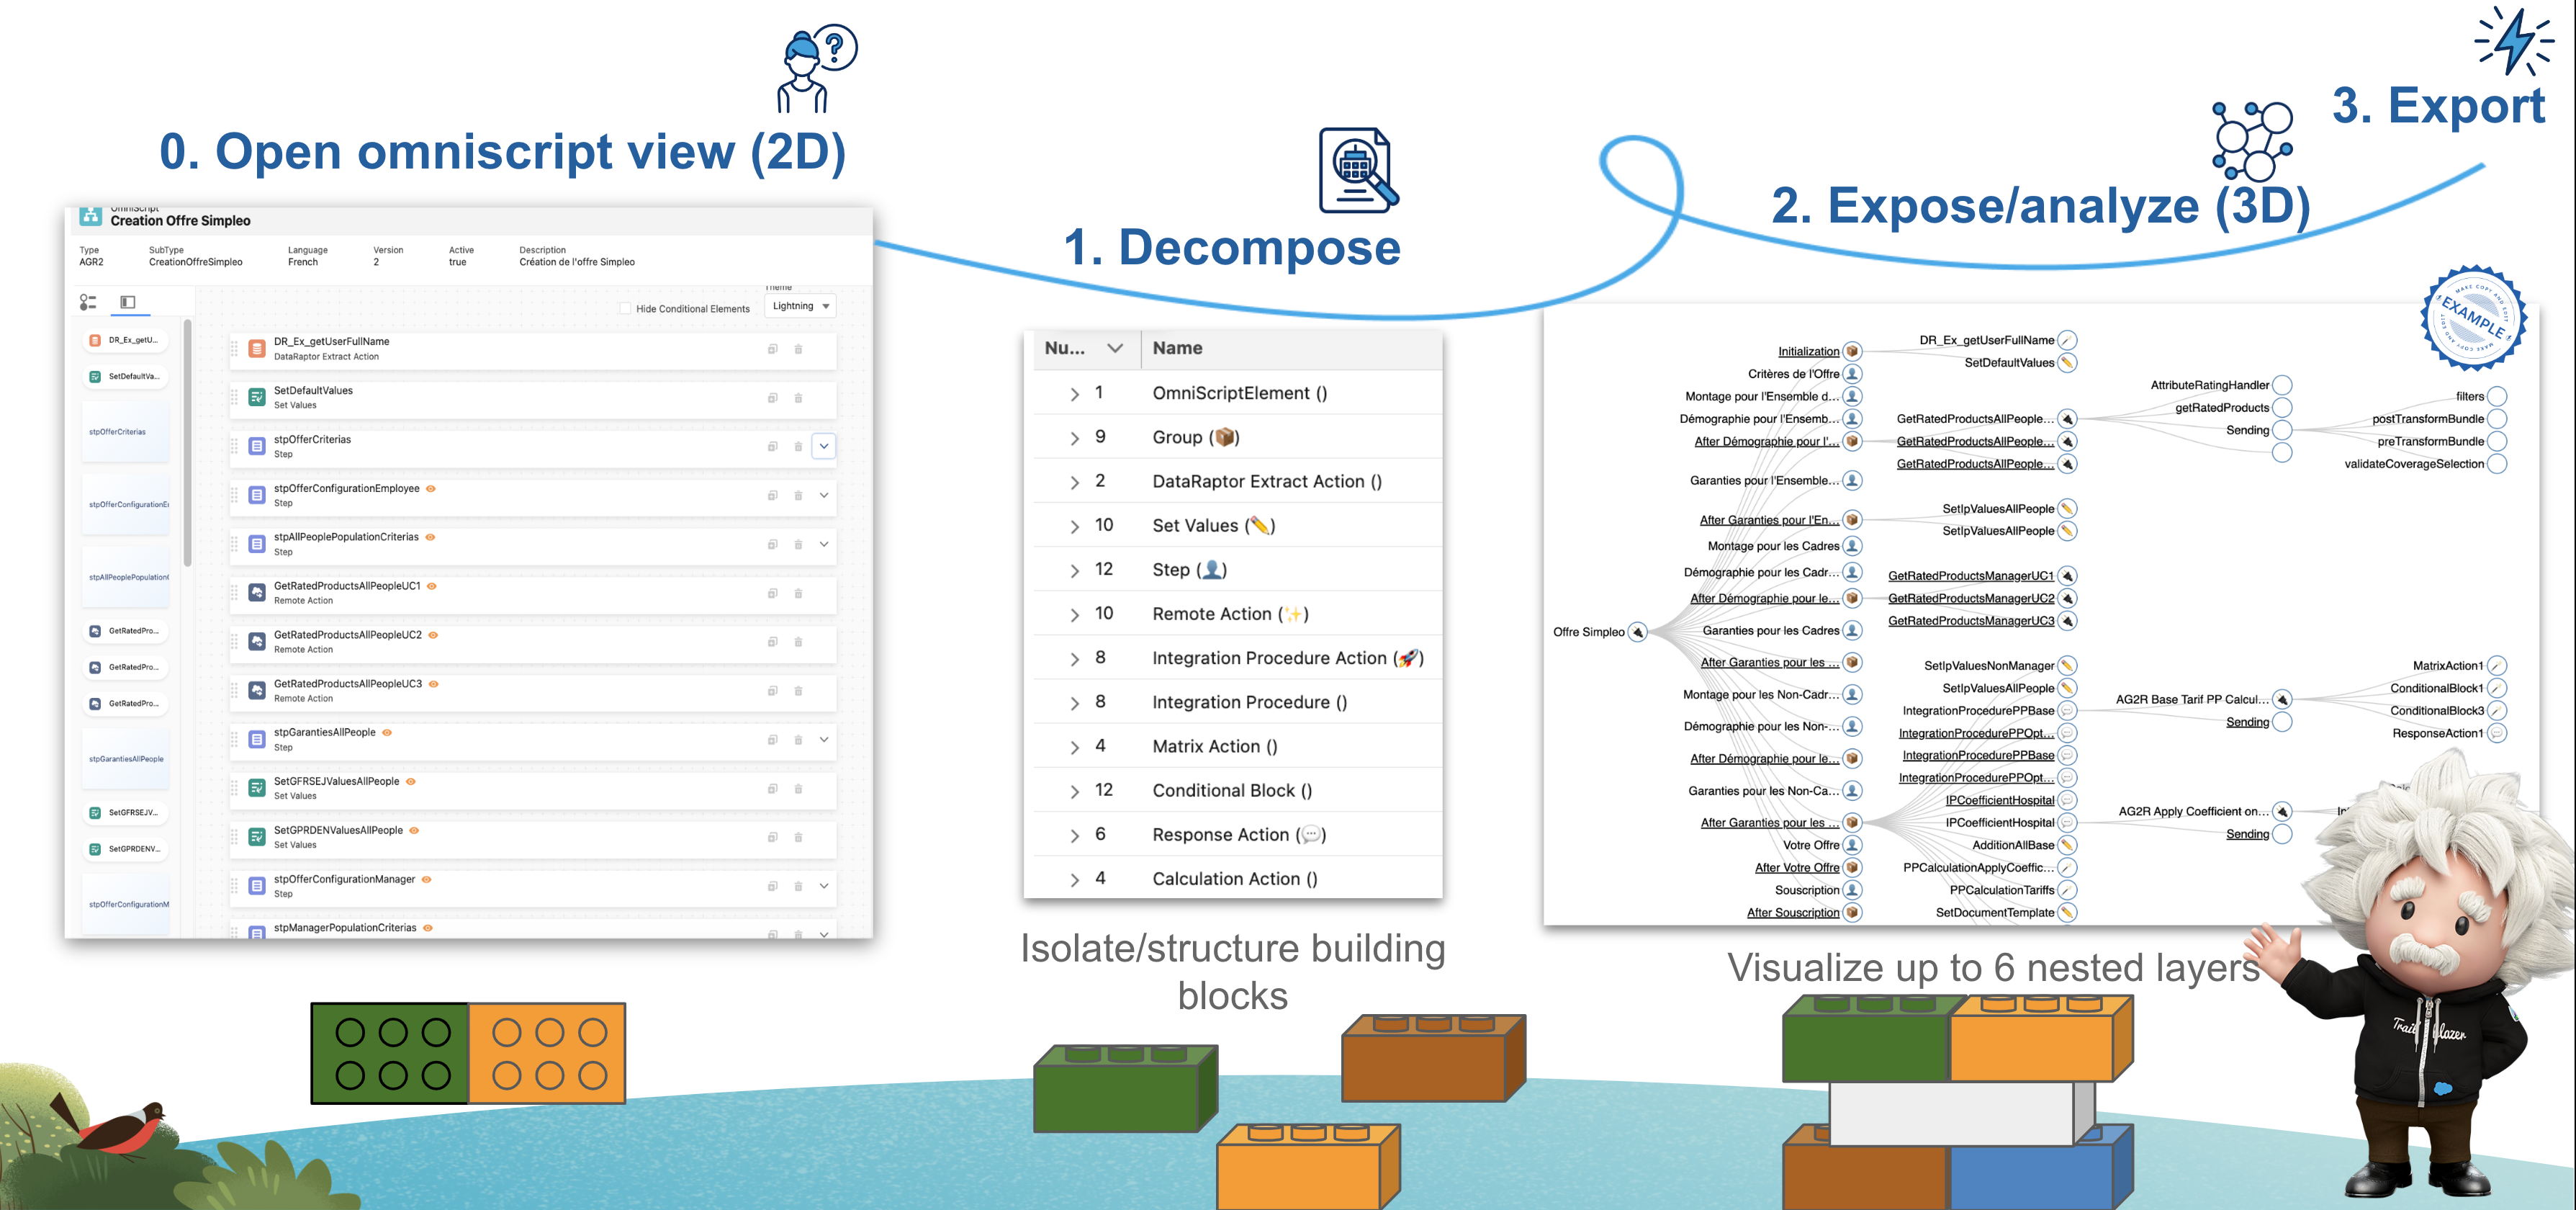 0. Open omniscript view (2D)
1. Decompose
2. Expose/analyze (3D)
3. Export
OmniScript
Creation Offre Simpleo
Type
AGR2
SubType
CreationOffreSimpleo
Language
French
Version
2
Active
true
Description
Création de l'offre Simpleo
Theme
Hide Conditional Elements
Lightning
DR_Ex_getU...
SetDefaultVa...
stpOfferCriterias
stpOfferConfigurationE
stpAllPeoplePopulation
GetRatedPro...
GetRatedPro...
GetRatedPro...
stpGarantiesAllPeople
SetGFRSEJV...
SetGPRDENV...
stpOfferConfigurationM
DR_Ex_getUserFullName
DataRaptor Extract Action
SetDefaultValues
Set Values
stpOfferCriterias
Step
stpOfferConfigurationEmployee
Step
stpAllPeoplePopulationCriterias
Step
GetRatedProductsAllPeopleUC1
Remote Action
GetRatedProductsAllPeopleUC2
Remote Action
GetRatedProductsAllPeopleUC3
Remote Action
stpGarantiesAllPeople
Step
SetGFRSEJValuesAllPeople
Set Values
SetGPRDENValuesAllPeople
Set Values
stpOfferConfigurationManager
Step
stpManagerPopulationCriterias
Nu... Name
1 OmniScriptElement ()
9 Group (📦)
2 DataRaptor Extract Action ()
10 Set Values (✏️)
12 Step (👤)
10 Remote Action (✨)
8 Integration Procedure Action (🚀)
8 Integration Procedure ()
4 Matrix Action ()
12 Conditional Block ()
6 Response Action (💬)
4 Calculation Action ()
Isolate/structure building
blocks
MAKE COPY AND EDIT
EXAMPLE
MAKE COPY AND EDIT
Offre Simpleo
Initialization
Critères de l'Offre
Montage pour l'Ensemble d...
Démographie pour l'Ensemb...
After Démographie pour l'...
Garanties pour l'Ensemble...
After Garanties pour l'En...
Montage pour les Cadres
Démographie pour les Cadr...
After Démographie pour le...
Garanties pour les Cadres
After Garanties pour les ...
Montage pour les Non-Cadr...
Démographie pour les Non-...
After Démographie pour le...
Garanties pour les Non-Ca...
After Garanties pour les ...
Votre Offre
After Votre Offre
Souscription
After Souscription
DR_Ex_getUserFullName
SetDefaultValues
GetRatedProductsAllPeople...
GetRatedProductsAllPeople...
GetRatedProductsAllPeople...
SetIpValuesAllPeople
SetIpValuesAllPeople
GetRatedProductsManagerUC1
GetRatedProductsManagerUC2
GetRatedProductsManagerUC3
SetIpValuesNonManager
SetIpValuesAllPeople
IntegrationProcedurePPBase
IntegrationProcedurePPOpt...
IntegrationProcedurePPBase
IntegrationProcedurePPOpt...
IPCoefficientHospital
IPCoefficientHospital
AdditionAllBase
PPCalculationApplyCoeffic...
PPCalculationTariffs
SetDocumentTemplate
AttributeRatingHandler
getRatedProducts
Sending
AG2R Base Tarif PP Calcul...
Sending
AG2R Apply Coefficient on...
Sending
filters
postTransformBundle
preTransformBundle
validateCoverageSelection
MatrixAction1
ConditionalBlock1
ConditionalBlock3
ResponseAction1
Visualize up to 6 nested layers